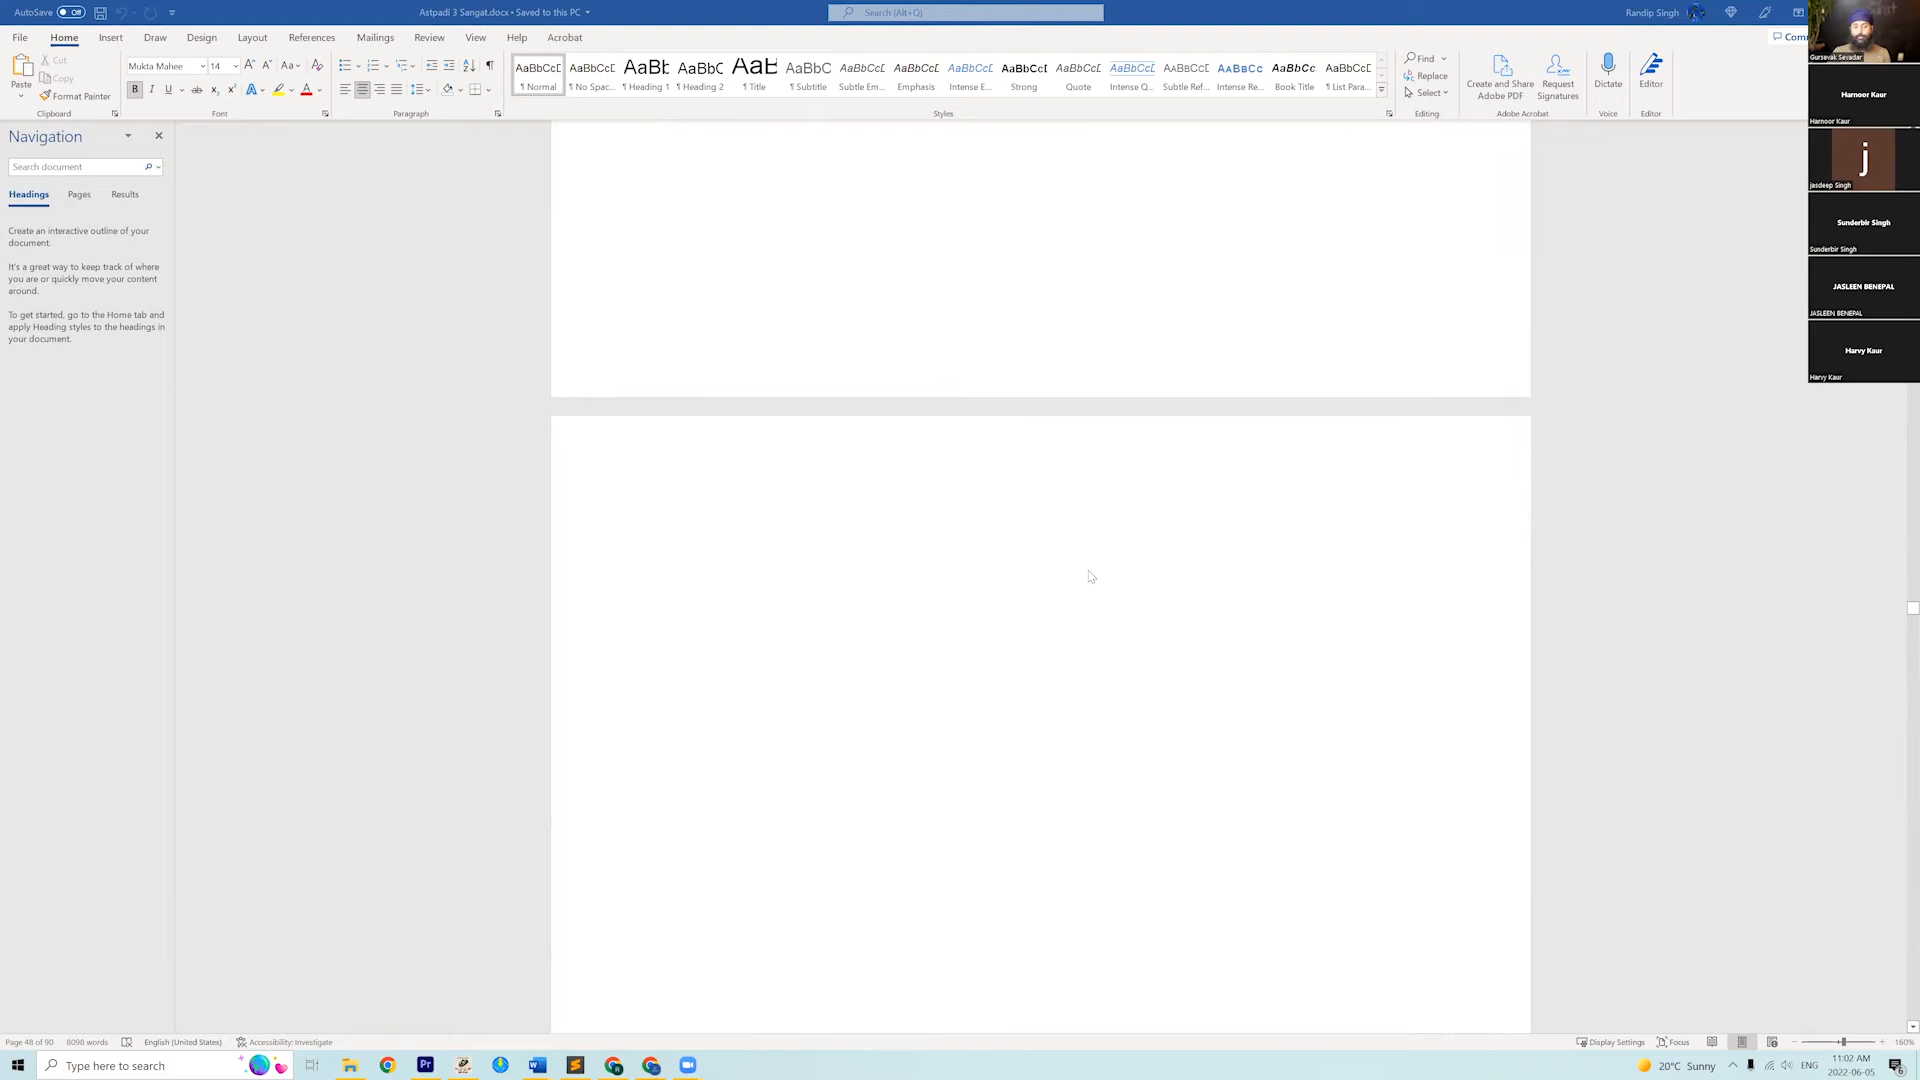 AutoSave Off Astpadi 3 Sangat.docx • Saved to this PC Search (Alt+Q) Randip Singh
File Home Insert Draw Design Layout References Mailings Review View Help Acrobat
Gursevak Sevadar
Paste
Cut
Copy
Format Painter
Clipboard
Mukta Mahee 14
Font
Paragraph
AaBbCcD AaBbCcD AaBb AaBbC AaB AaBbC AaBbCcD AaBbCcD AaBbCcD AaBbCcD AaBbCcD AaBbCcD AaBbCcD AaBbCc AaBbCc AaBbCcD
¶ Normal ¶ No Spac... ¶ Heading 1 ¶ Heading 2 ¶ Title ¶ Subtitle Subtle Em... Emphasis Intense E... Strong Quote Intense Q... Subtle Ref... Intense Re... Book Title ¶ List Para...
Styles
Find
Replace
Select
Editing
Create and Share Adobe PDF
Request Signatures
Adobe Acrobat
Dictate
Voice
Editor
Editor
Harnoor Kaur
Harnoor Kaur
j
jasdeep Singh
Sunderbir Singh
Sunderbir Singh
JASLEEN BENEPAL
JASLEEN BENEPAL
Harvy Kaur
Harvy Kaur
Navigation
Search document
Headings Pages Results
Create an interactive outline of your
document.
It's a great way to keep track of where
you are or quickly move your content
around.
To get started, go to the Home tab and
apply Heading styles to the headings in
your document.
Page 48 of 90 8098 words English (United States) Accessibility: Investigate Display Settings Focus 160%
Type here to search 20°C Sunny ENG
11:02 AM
2022-06-05